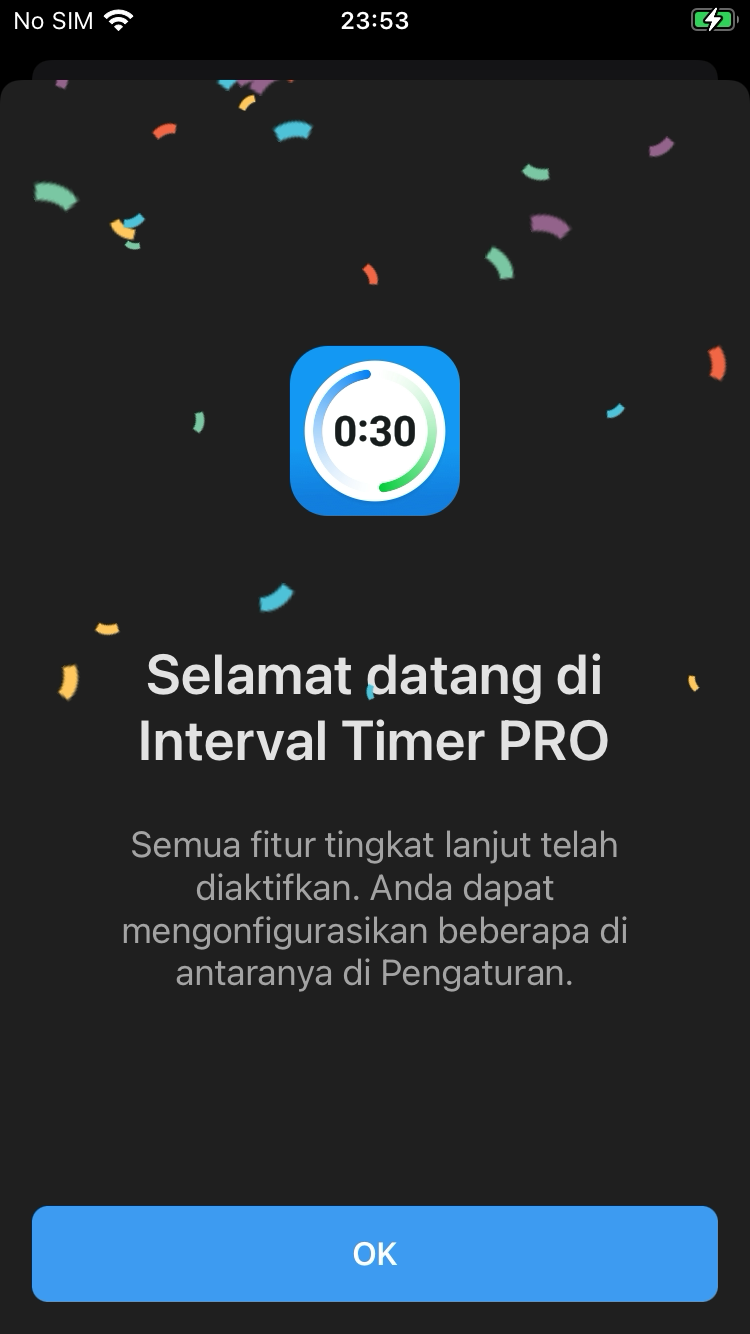 No SIM
23:53
0:30
Selamat datang di
Interval Timer PRO
Semua fitur tingkat lanjut telah
diaktifkan. Anda dapat
mengonfigurasikan beberapa di
antaranya di Pengaturan.
OK